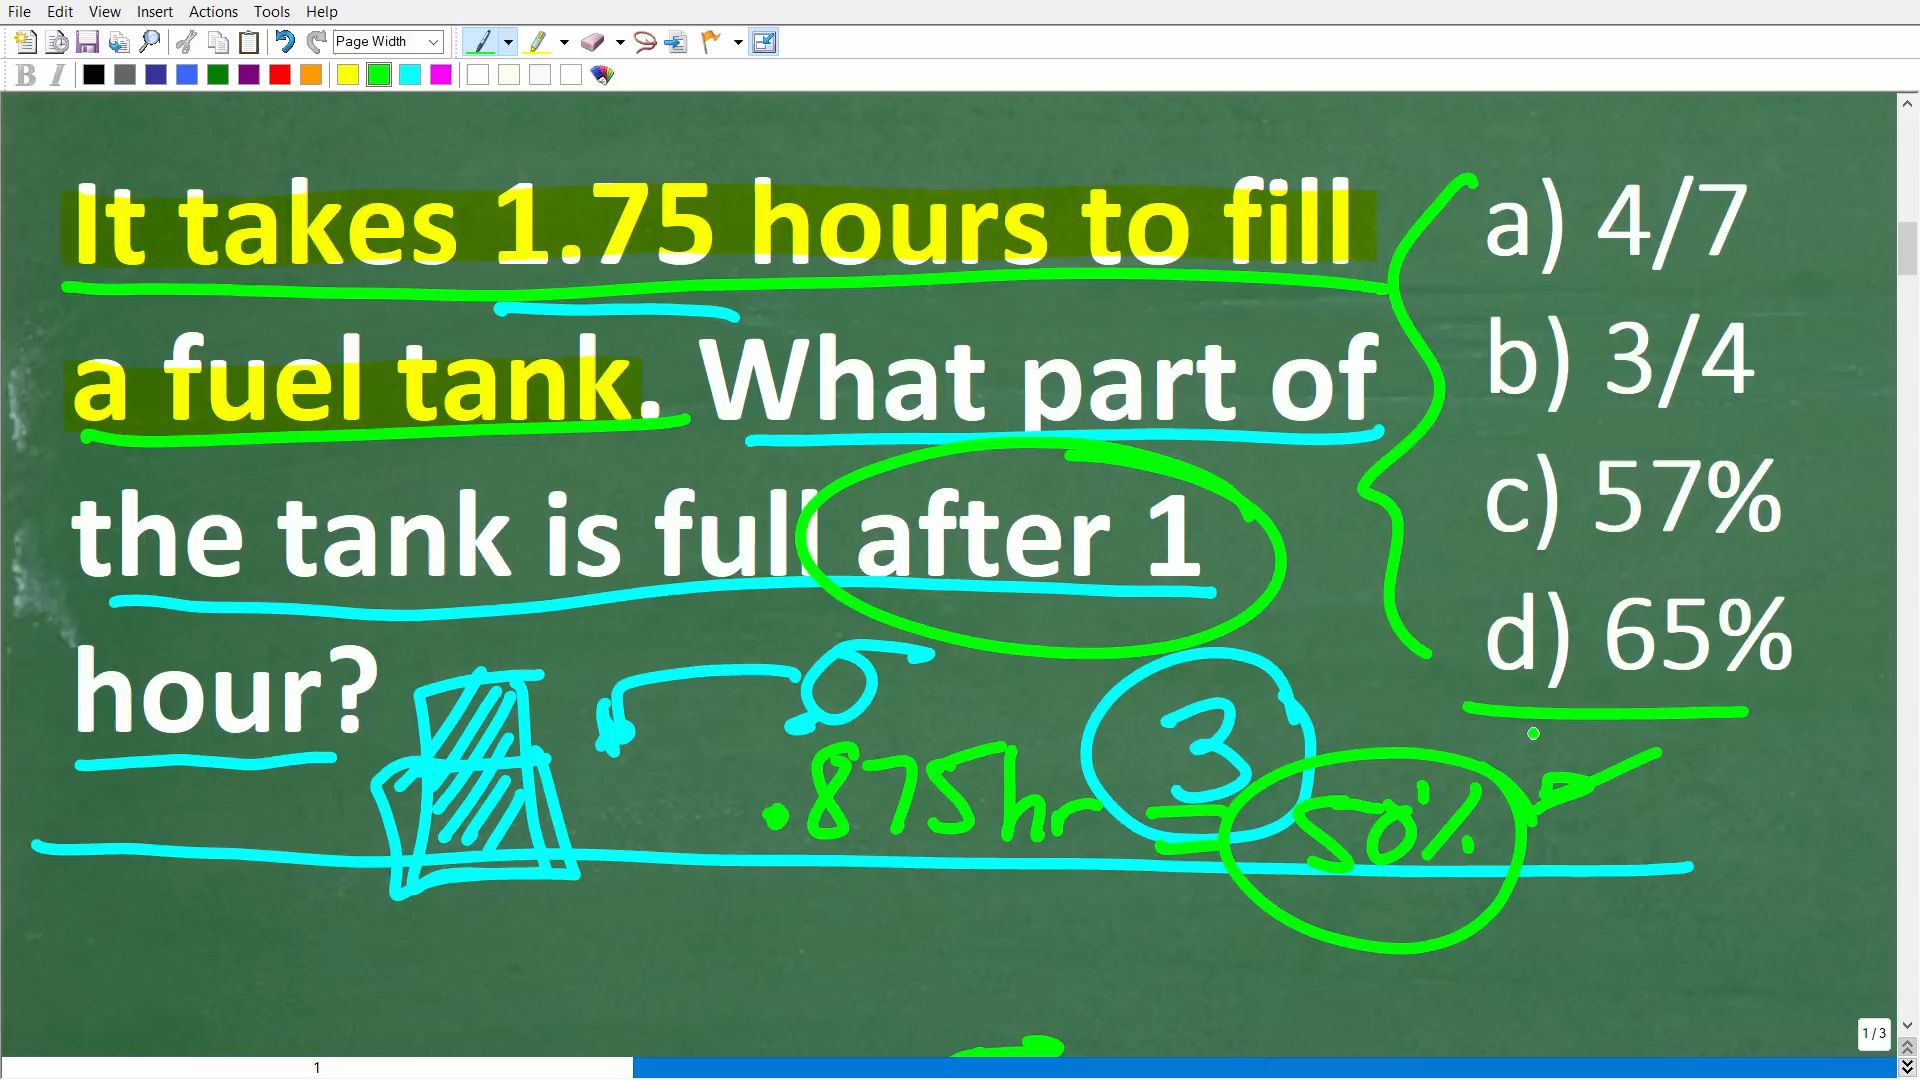 File Edit View Insert Actions Tools Help
Page Width
B I
It takes 1.75 hours to fill
a fuel tank. What part of
the tank is full after 1
hour?
a) 4/7
b) 3/4
c) 57%
d) 65%
3
.875hr = 50%
1/3
1